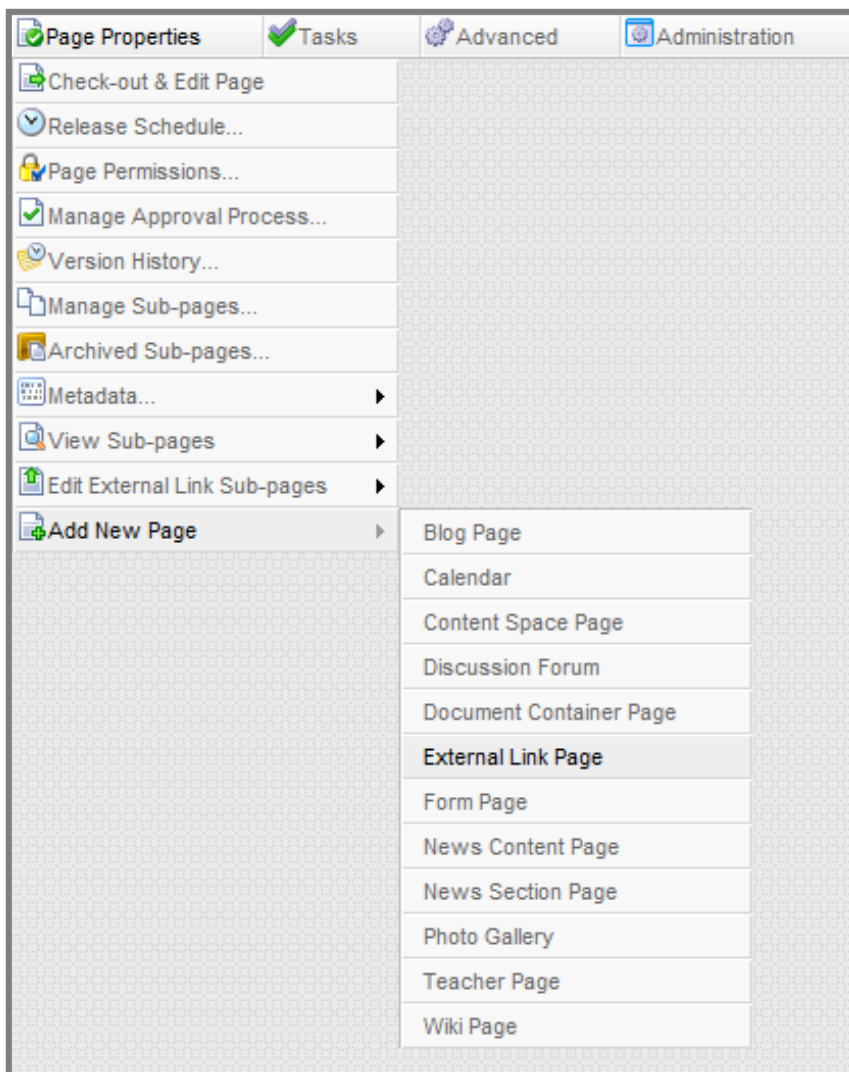 Page Properties Tasks Advanced Administration
Check-out & Edit Page
Release Schedule...
Page Permissions...
Manage Approval Process...
Version History...
Manage Sub-pages...
Archived Sub-pages...
Metadata...
View Sub-pages
Edit External Link Sub-pages
Add New Page
Blog Page
Calendar
Content Space Page
Discussion Forum
Document Container Page
External Link Page
Form Page
News Content Page
News Section Page
Photo Gallery
Teacher Page
Wiki Page